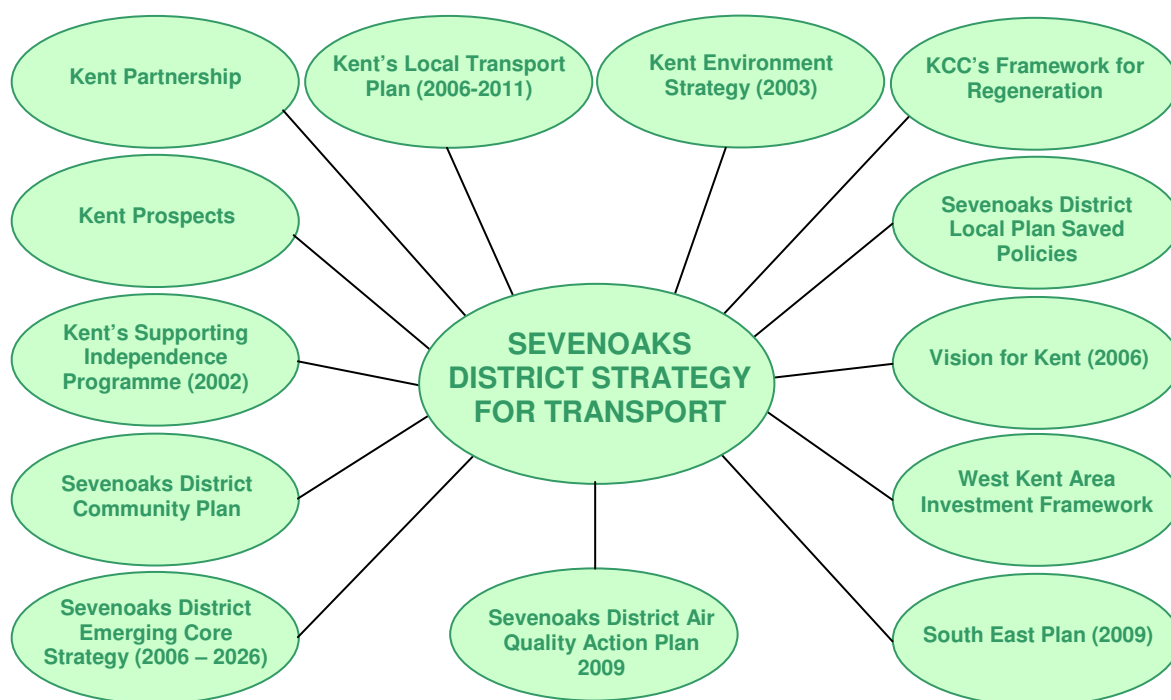 Kent Partnership
Kent's Local Transport
Plan (2006-2011)
Kent Environment
Strategy (2003)
KCC's Framework for
Regeneration
Kent Prospects
Sevenoaks District
Local Plan Saved
Policies
Kent's Supporting
Independence
Programme (2002)
SEVENOAKS
DISTRICT STRATEGY
FOR TRANSPORT
Vision for Kent (2006)
Sevenoaks District
Community Plan
West Kent Area
Investment Framework
Sevenoaks District
Emerging Core
Strategy (2006 – 2026)
Sevenoaks District Air
Quality Action Plan
2009
South East Plan (2009)